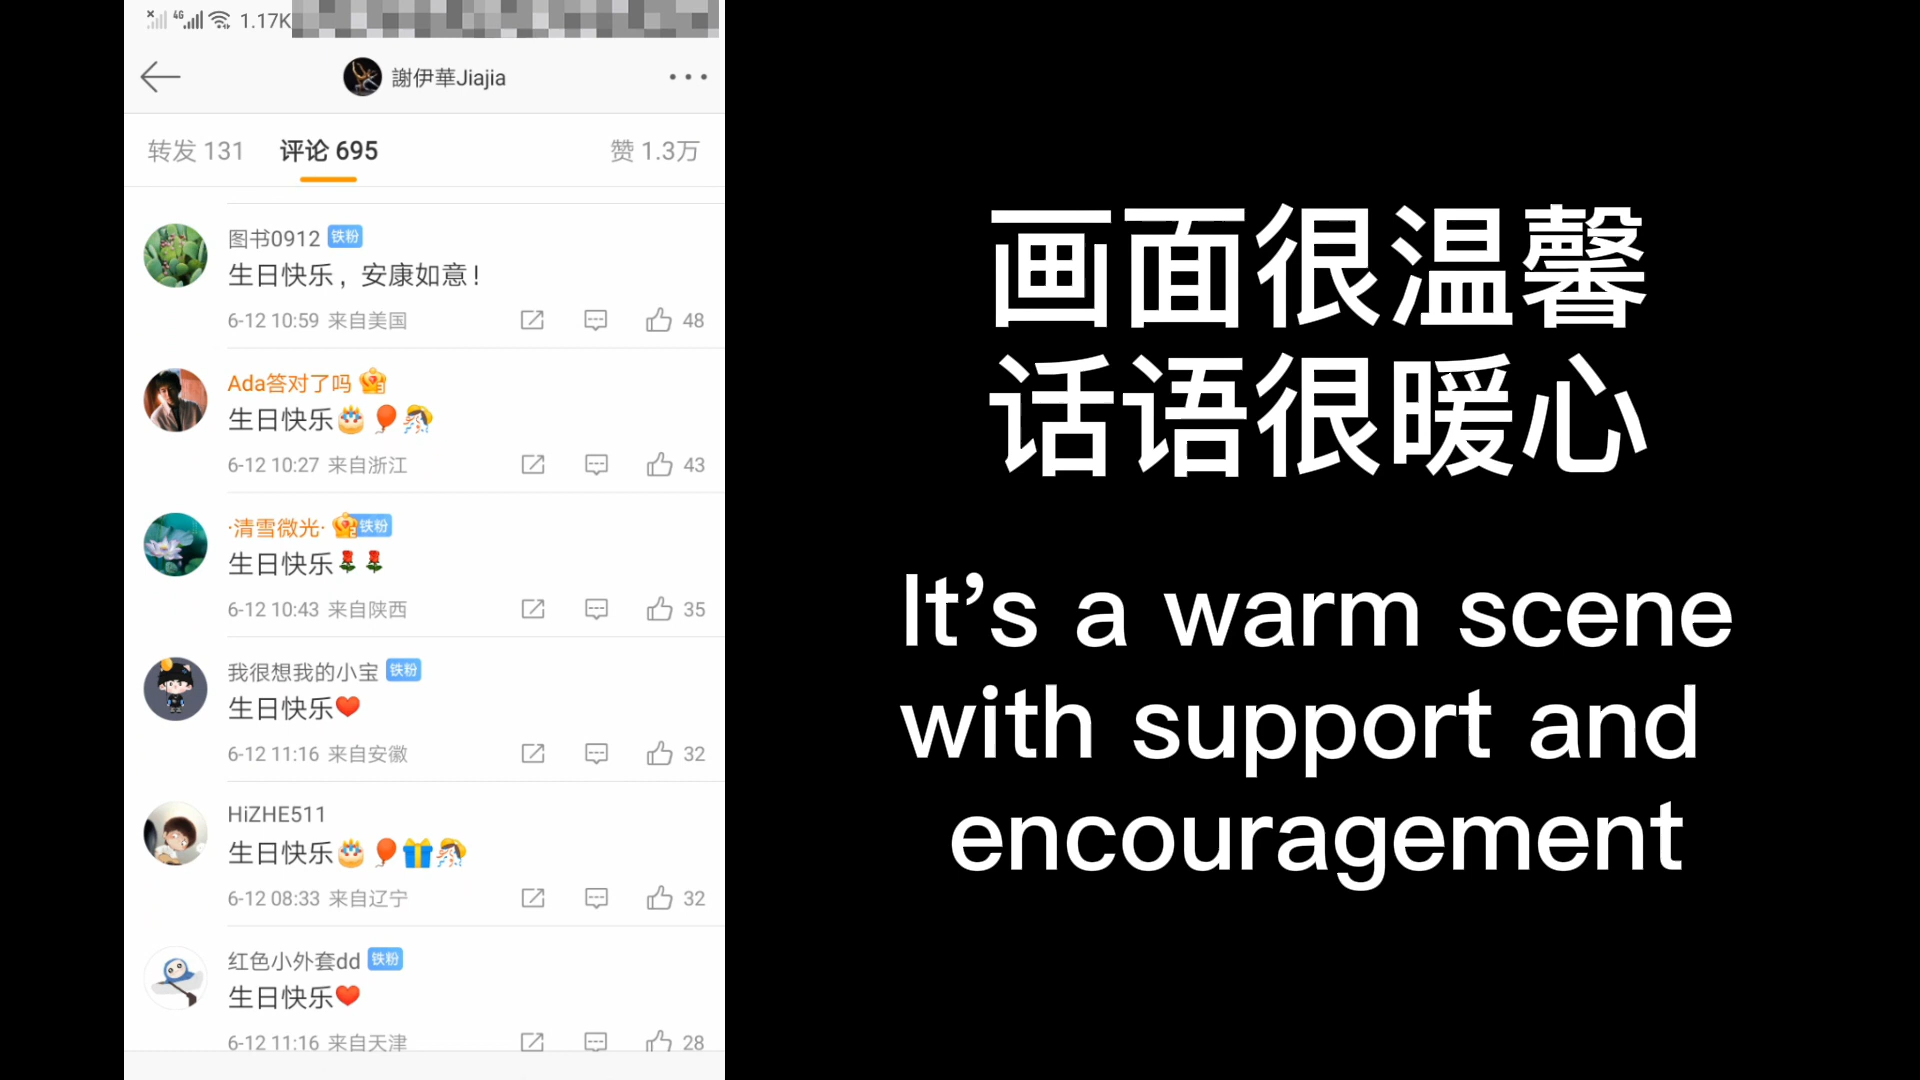 4G 1.17K
謝伊華Jiajia
转发 131 评论 695 赞 1.3万
图书0912 铁粉
生日快乐，安康如意！
6-12 10:59 来自美国 48
Ada答对了吗
生日快乐
6-12 10:27 来自浙江 43
·清雪微光· 铁粉
生日快乐
6-12 10:43 来自陕西 35
我很想我的小宝 铁粉
生日快乐
6-12 11:16 来自安徽 32
HiZHE511
生日快乐
6-12 08:33 来自辽宁 32
红色小外套dd 铁粉
生日快乐
6-12 11:16 来自天津 28
画面很温馨
话语很暖心
It's a warm scene
with support and
encouragement